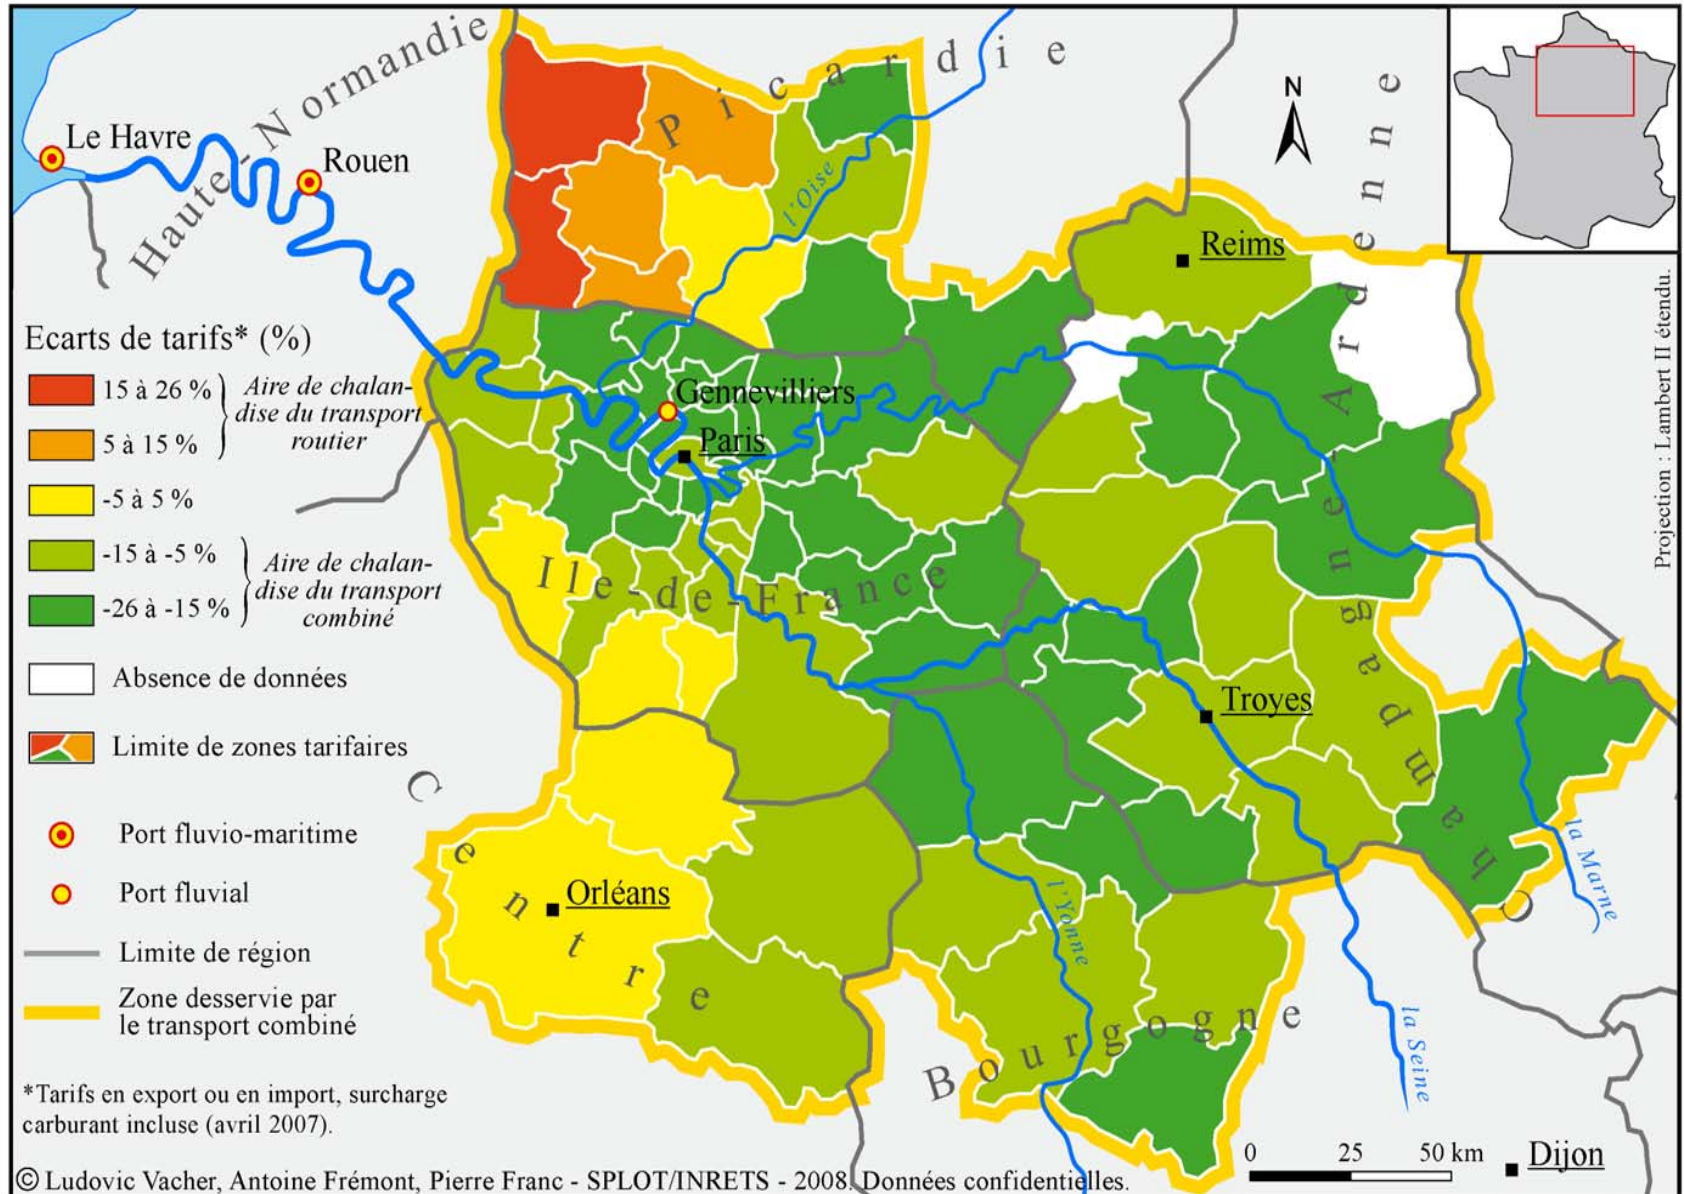 Haute-Normandie
Picardie
N
Le Havre
Rouen
l'Oise
Reims
Ecarts de tarifs* (%)
15 à 26 %
5 à 15 %
Aire de chalan-
dise du transport
routier
-5 à 5 %
-15 à -5 %
-26 à -15 %
Aire de chalan-
dise du transport
combiné
Absence de données
Limite de zones tarifaires
Port fluvio-maritime
Port fluvial
Limite de région
Zone desservie par
le transport combiné
*Tarifs en export ou en import, surcharge
carburant incluse (avril 2007).
Gennevilliers
Paris
Ile-de-France
Champagne-Ardenne
Troyes
Centre
Orléans
l'Yonne
la Marne
la Seine
Bourgogne
0 25 50 km
Dijon
Projection : Lambert II étendu.
© Ludovic Vacher, Antoine Frémont, Pierre Franc - SPLOT/INRETS - 2008. Données confidentielles.